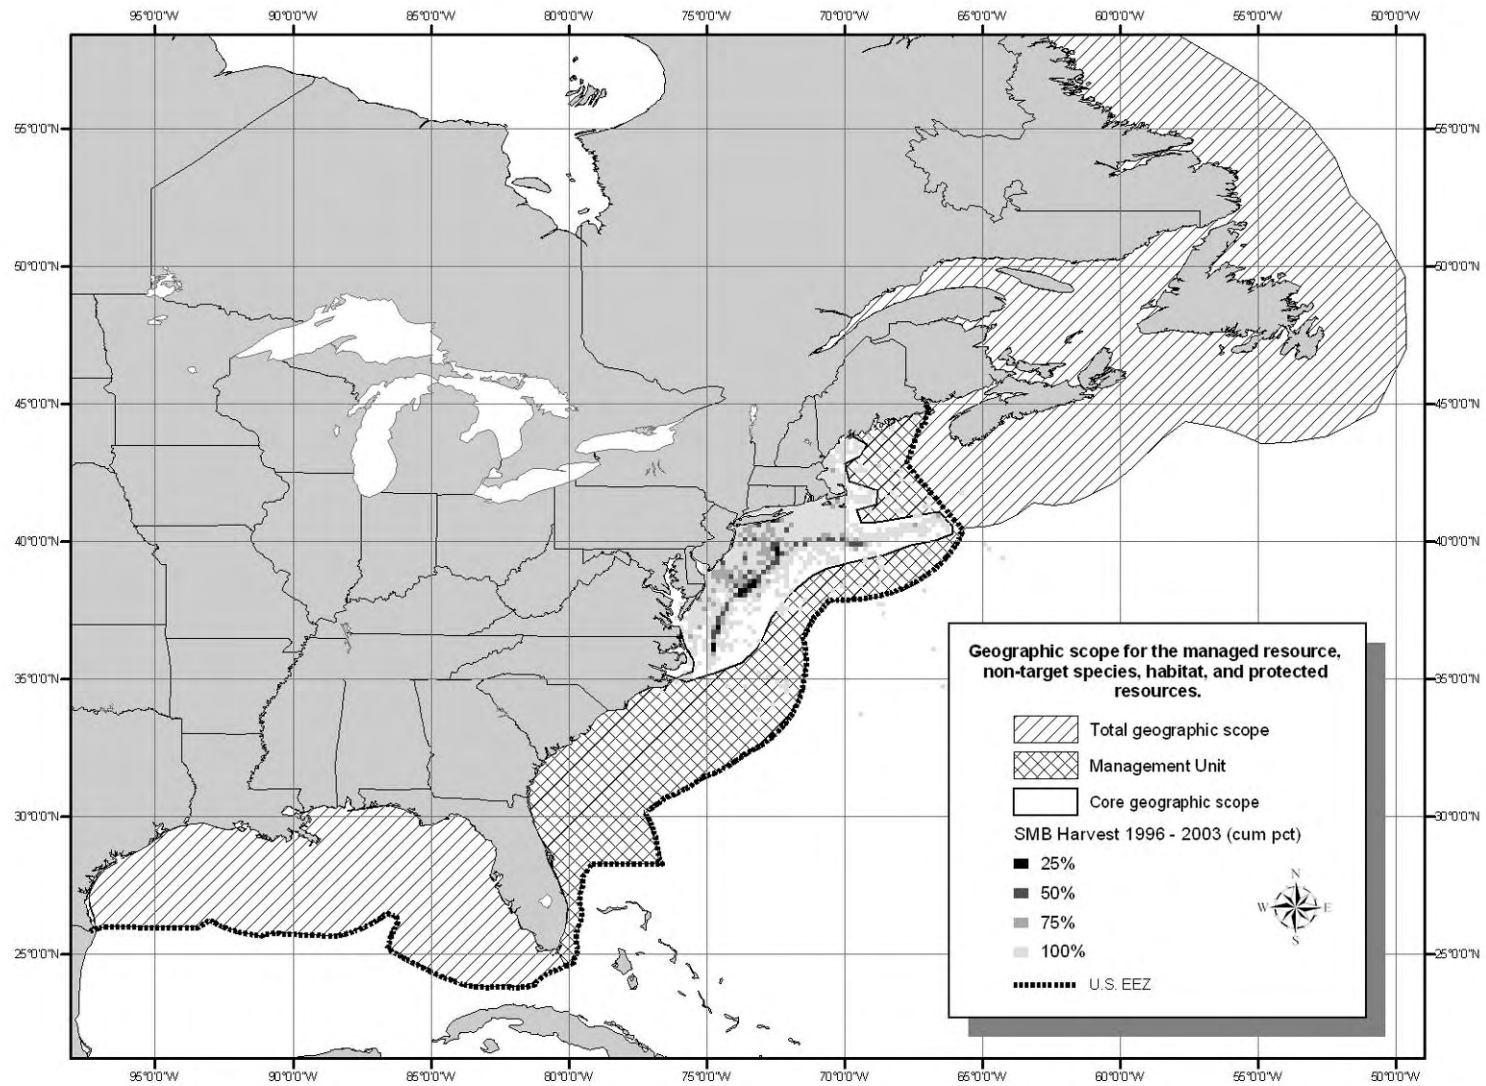 95°0'0"W 90°0'0"W 85°0'0"W 80°0'0"W 75°0'0"W 70°0'0"W 65°0'0"W 60°0'0"W 55°0'0"W 50°0'0"W
55°0'0"N 55°0'0"N
50°0'0"N 50°0'0"N
45°0'0"N 45°0'0"N
40°0'0"N 40°0'0"N
35°0'0"N 35°0'0"N
30°0'0"N 30°0'0"N
25°0'0"N 25°0'0"N
Geographic scope for the managed resource,
non-target species, habitat, and protected
resources.
Total geographic scope
Management Unit
Core geographic scope
SMB Harvest 1996 - 2003 (cum pct)
25%
50%
75%
100%
U.S. EEZ
N
W E
S
95°0'0"W 90°0'0"W 85°0'0"W 80°0'0"W 75°0'0"W 70°0'0"W 65°0'0"W 60°0'0"W 55°0'0"W 50°0'0"W